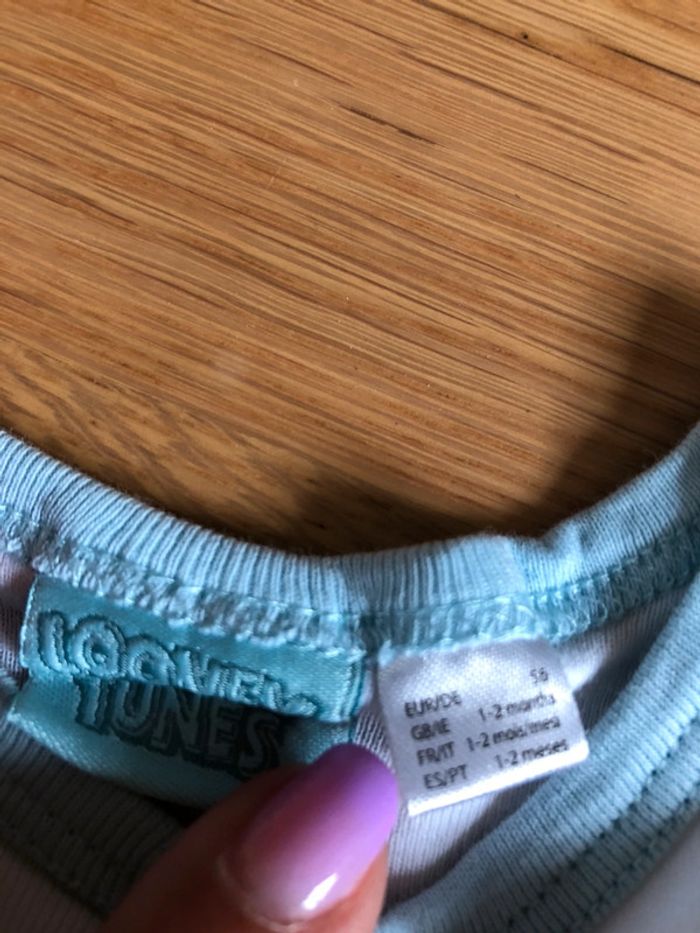 LOONEY
TUNES
EUR/DE 56
GB/IE 1-2 months
FR/IT 1-2 mois/mesi
ES/PT 1-2 meses